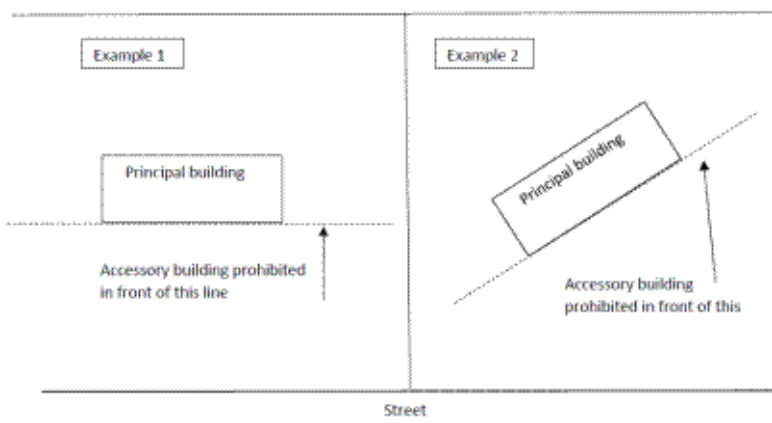 Example 1
Principal building
Accessory building prohibited
in front of this line
Example 2
Principal building
Accessory building
prohibited in front of this
Street